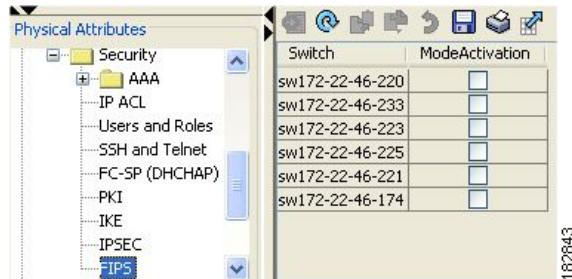 Physical Attributes
Security
AAA
IP ACL
Users and Roles
SSH and Telnet
FC-SP (DHCHAP)
PKI
IKE
IPSEC
FIPS
Switch ModeActivation
sw172-22-46-220
sw172-22-46-233
sw172-22-46-223
sw172-22-46-225
sw172-22-46-221
sw172-22-46-174
182843